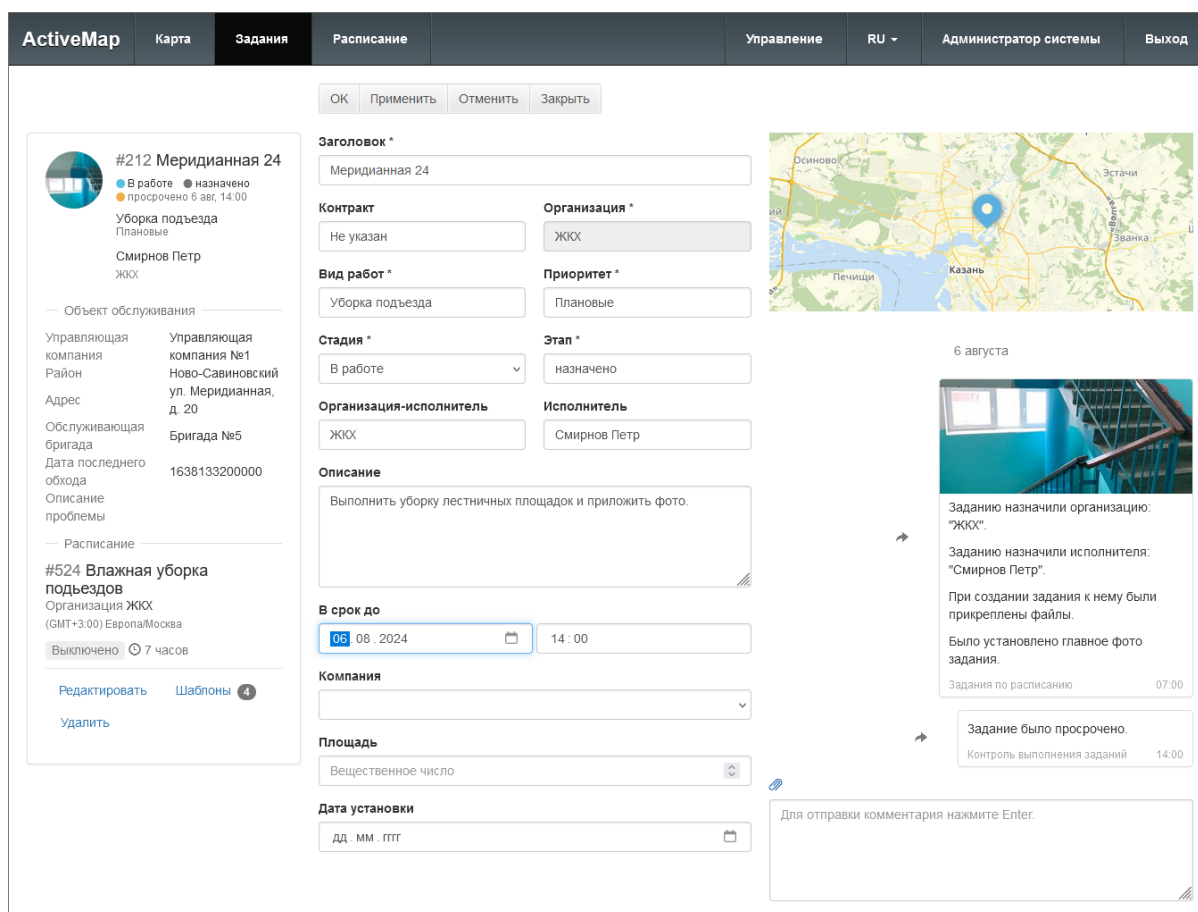 ActiveMap Карта Задания Расписание Управление RU Администратор системы Выход
OK Применить Отменить Закрыть
#212 Меридианная 24
В работе назначено
просрочено 6 авг, 14:00
Уборка подъезда
Плановые
Смирнов Петр
ЖКХ
Объект обслуживания
Управляющая компания
Управляющая компания №1
Район
Ново-Савиновский
Адрес
ул. Меридианная, д. 20
Обслуживающая бригада
Бригада №5
Дата последнего обхода
1638133200000
Описание проблемы
Расписание
#524 Влажная уборка
подьездов
Организация ЖКХ
(GMT+3:00) Европа/Москва
Выключено 7 часов
Редактировать Шаблоны 4
Удалить
Заголовок *
Меридианная 24
Контракт Организация *
Не указан ЖКХ
Вид работ * Приоритет *
Уборка подъезда Плановые
Стадия * Этап *
В работе назначено
Организация-исполнитель Исполнитель
ЖКХ Смирнов Петр
Описание
Выполнить уборку лестничных площадок и приложить фото.
В срок до
06 . 08 . 2024 14 : 00
Компания
Площадь
Вещественное число
Дата установки
дд . мм . гггг
Осиново
Эстачи
«Волга»
Званка
Казань
Печищи
6 августа
Заданию назначили организацию:
"ЖКХ".
Заданию назначили исполнителя:
"Смирнов Петр".
При создании задания к нему были
прикреплены файлы.
Было установлено главное фото
задания.
Задания по расписанию 07:00
Задание было просрочено.
Контроль выполнения заданий 14:00
Для отправки комментария нажмите Enter.